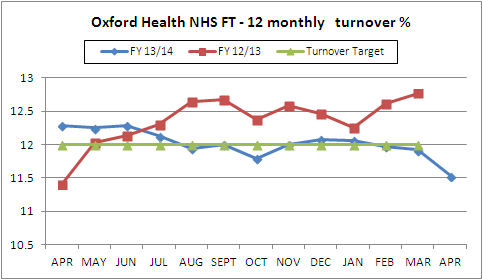 Oxford Health NHS FT - 12 monthly turnover %
FY 13/14 FY 12/13 Turnover Target
13
12.5
12
11.5
11
10.5
APR MAY JUN JUL AUG SEPT OCT NOV DEC JAN FEB MAR APR